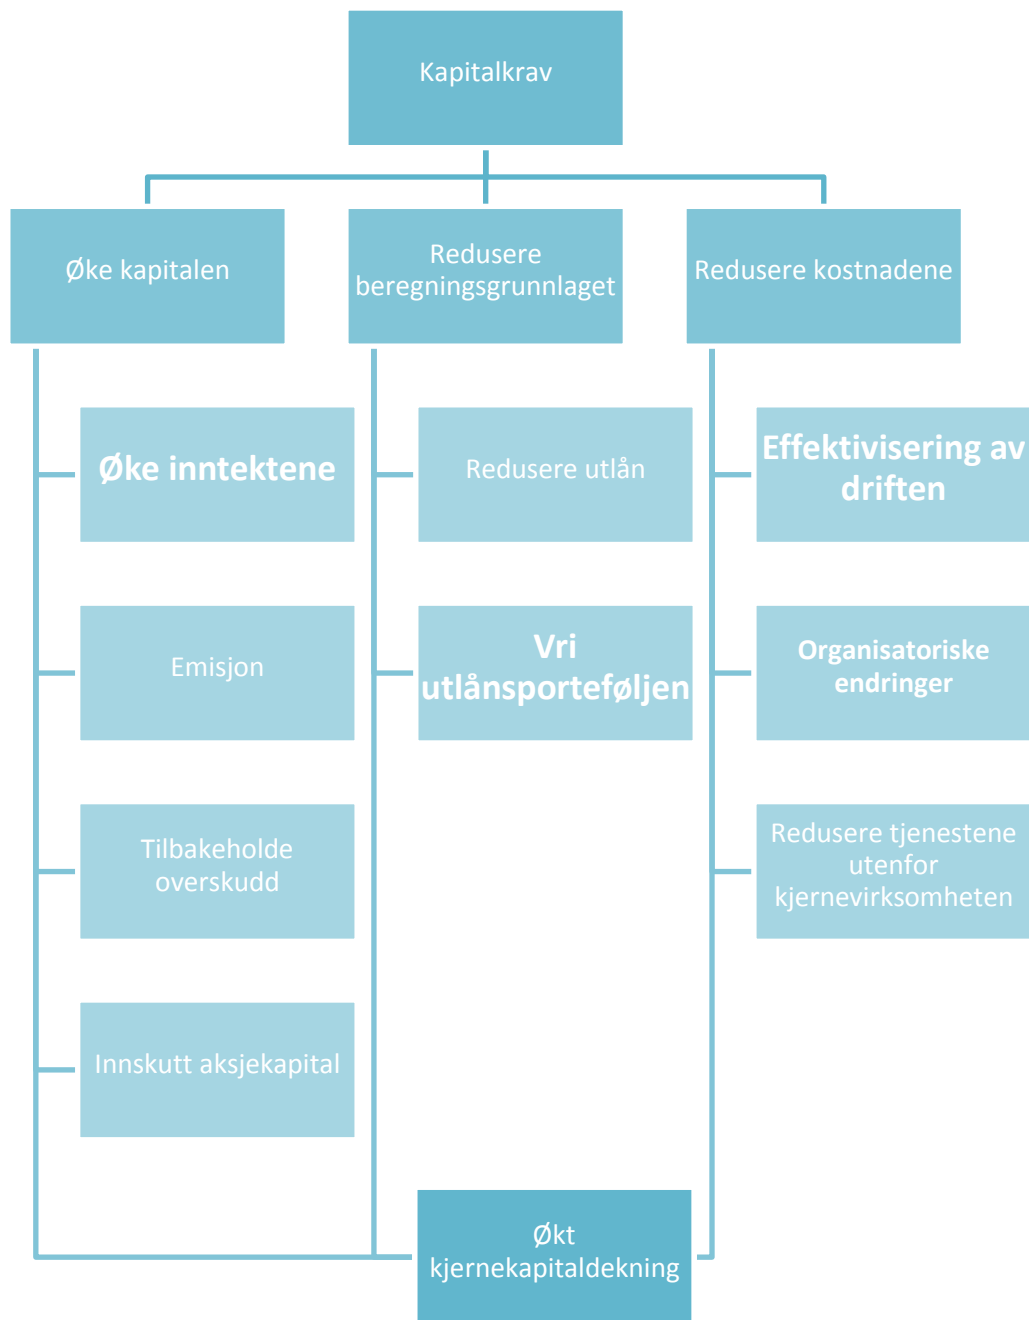 Kapitalkrav
Øke kapitalen
Redusere
beregningsgrunnlaget
Redusere kostnadene
Øke inntektene
Redusere utlån
Effektivisering av
driften
Emisjon
Vri
utlånsporteføljen
Organisatoriske
endringer
Tilbakeholde
overskudd
Redusere tjenestene
utenfor
kjernevirksomheten
Innskutt aksjekapital
Økt
kjernekapitaldekning